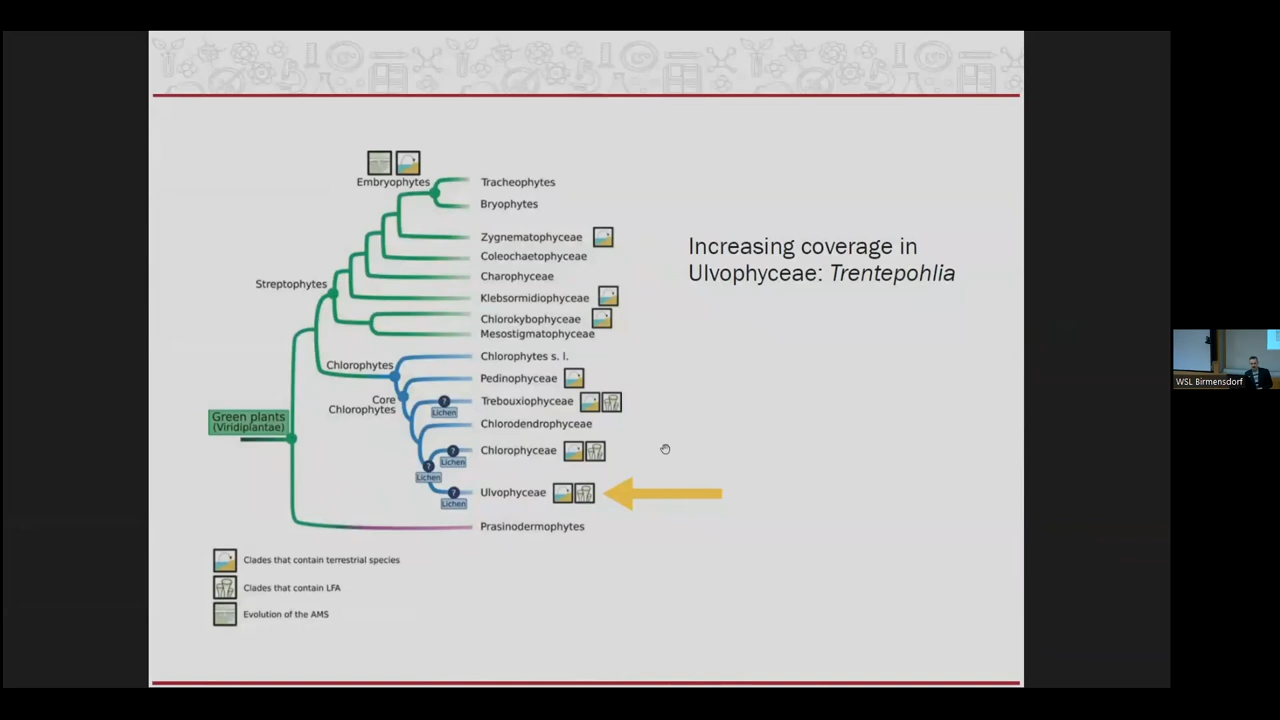 Increasing coverage in
Ulvophyceae: Trentepohlia
Embryophytes
Tracheophytes
Bryophytes
Zygnematophyceae
Coleochaetophyceae
Charophyceae
Streptophytes
Klebsormidiophyceae
Chlorokybophyceae
Mesostigmatophyceae
Chlorophytes
Chlorophytes s. l.
Pedinophyceae
Core
Chlorophytes
?
Lichen
Trebouxiophyceae
Chlorodendrophyceae
Green plants
(Viridiplantae)
?
Lichen
Chlorophyceae
?
Lichen
?
Lichen
Ulvophyceae
Prasinodermophytes
Clades that contain terrestrial species
Clades that contain LFA
Evolution of the AMS
WSL Birmensdorf